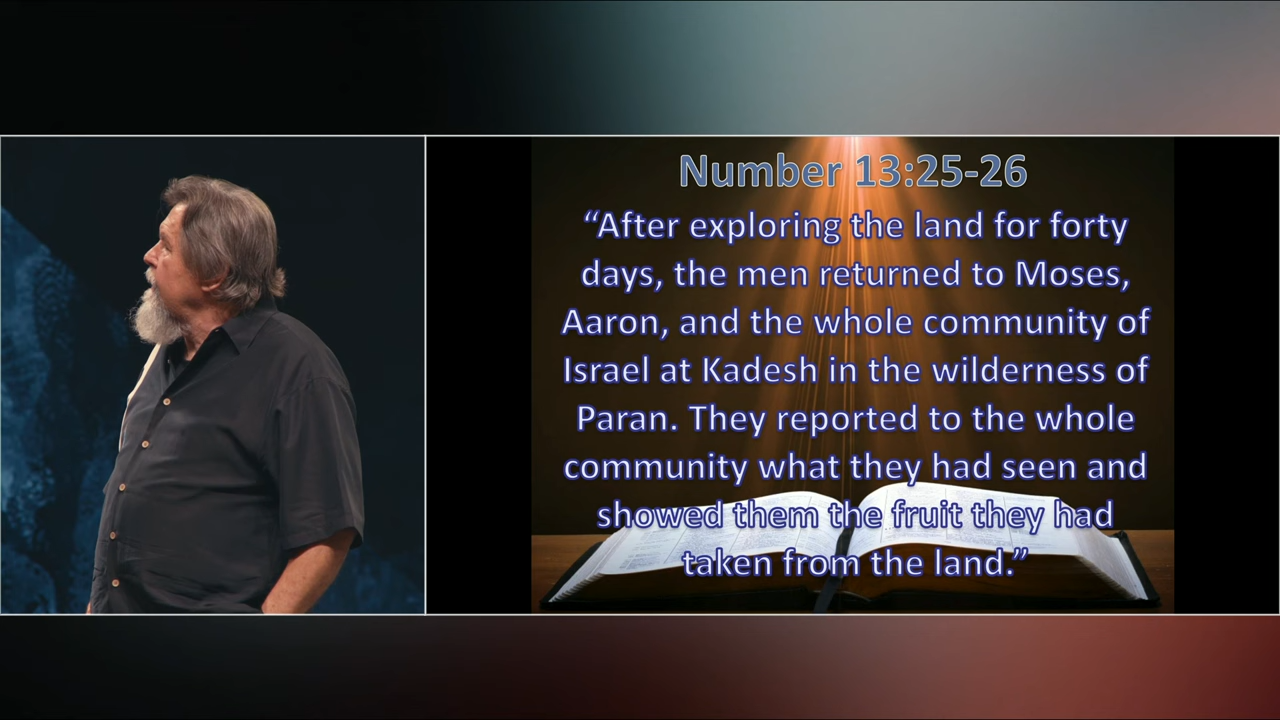 Number 13:25-26
“After exploring the land for forty
days, the men returned to Moses,
Aaron, and the whole community of
Israel at Kadesh in the wilderness of
Paran. They reported to the whole
community what they had seen and
showed them the fruit they had
taken from the land.”